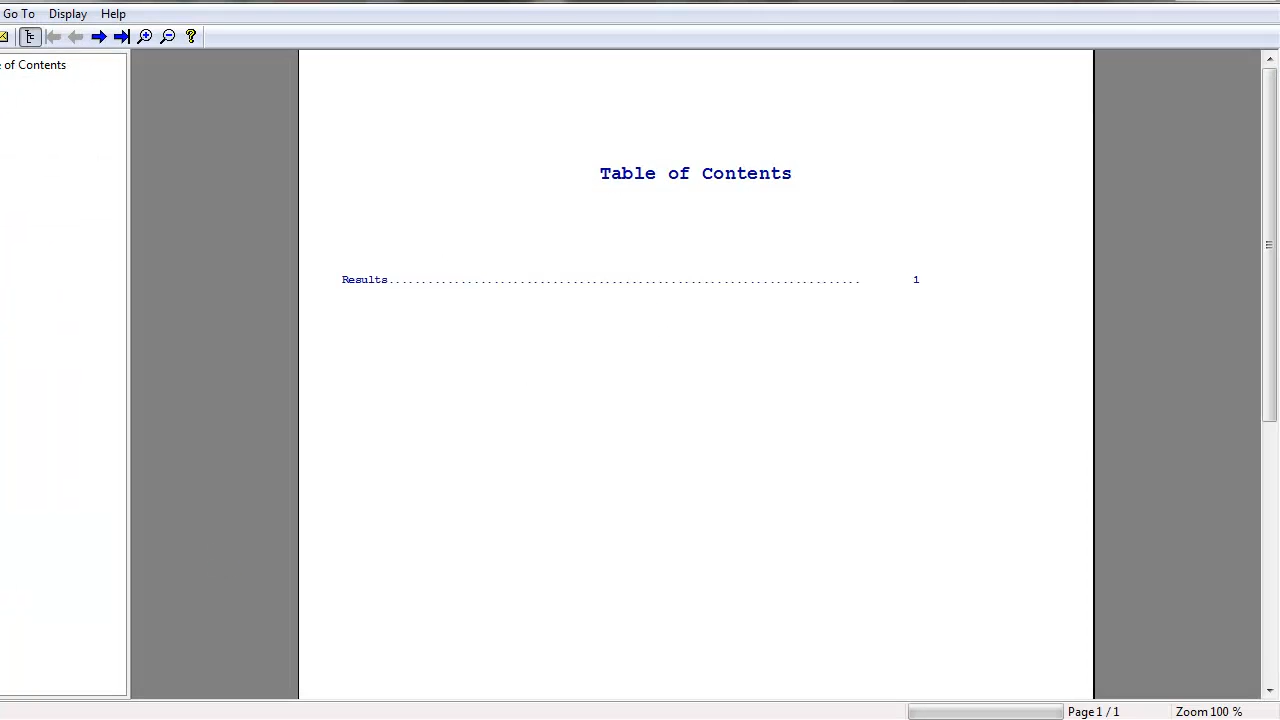 Go To Display Help
?
of Contents
Table of Contents
Results........................................................................ 1
Page 1 / 1 Zoom 100 %